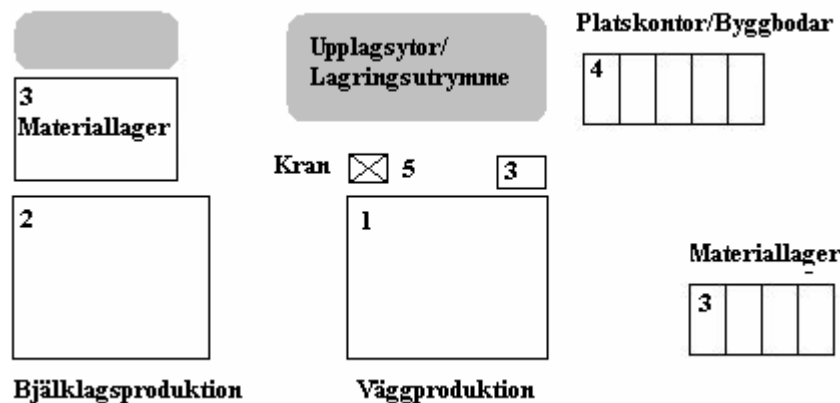 Platskontor/Byggbodar
Upplagsytor/
Lagringsutrymme
4
3
Materiallager
Kran
5
3
2
1
Materiallager
3
Bjälklagsproduktion
Väggproduktion